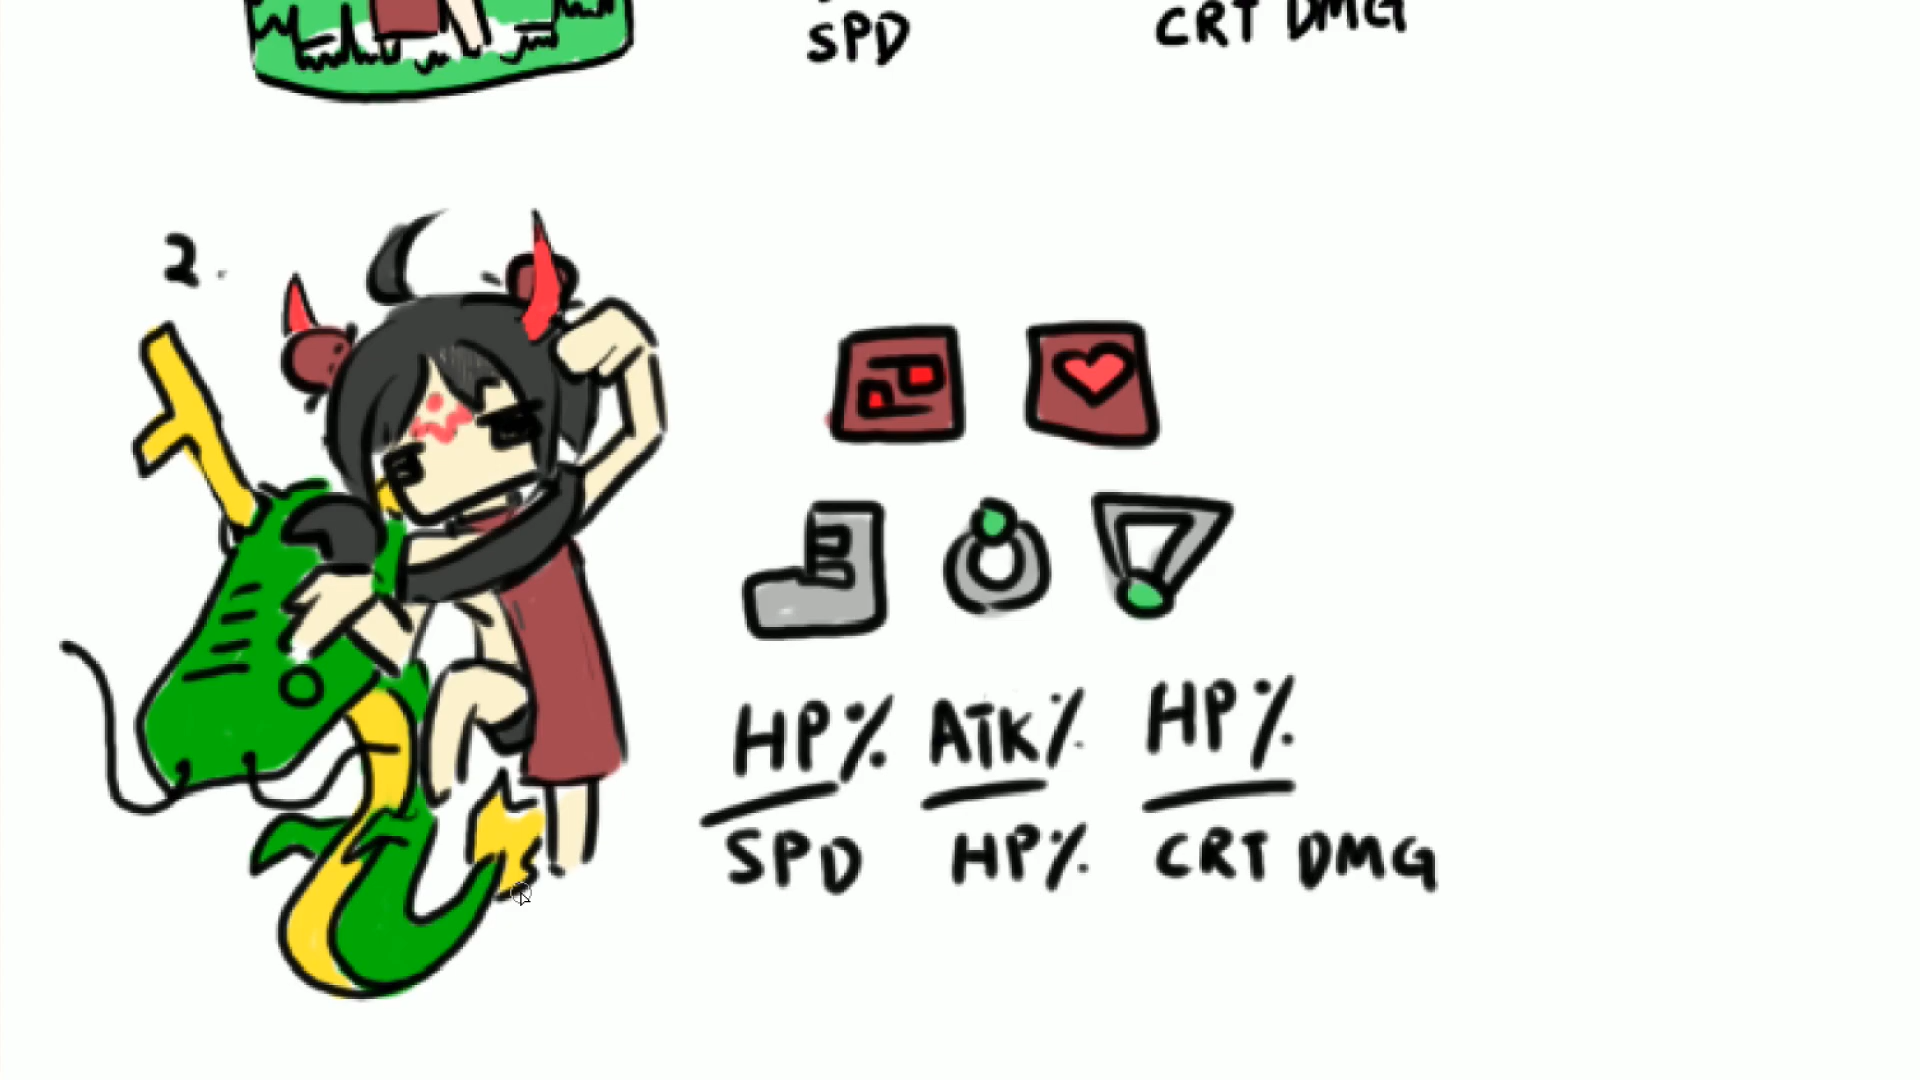 SPD CRT DMG
2.
HP% ATK% HP%
SPD HP% CRT DMG